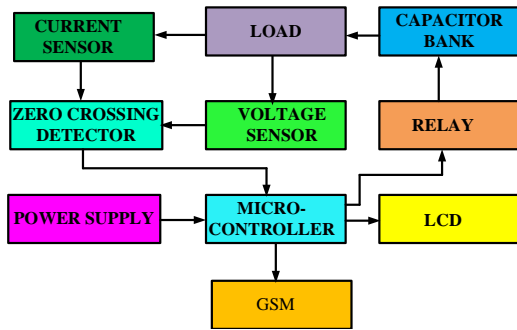 CURRENT
SENSOR
LOAD
CAPACITOR
BANK
ZERO CROSSING
DETECTOR
VOLTAGE
SENSOR
RELAY
POWER SUPPLY
MICRO-
CONTROLLER
LCD
GSM